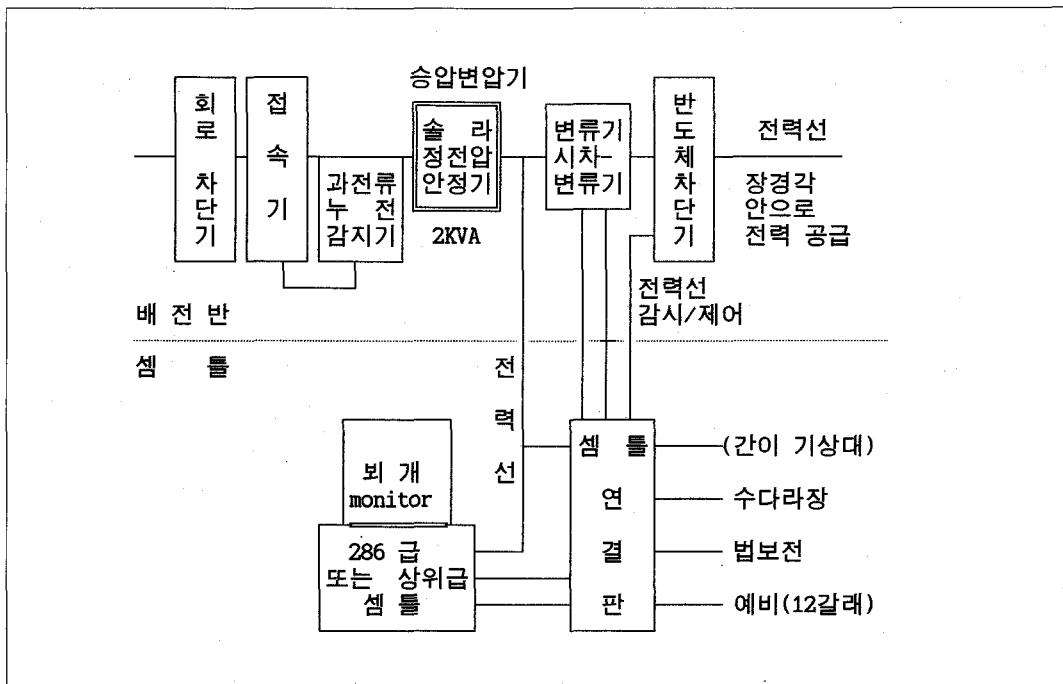 승압변압기
회로 차단기
접속기
과전류
누 전
감지기
솔 라
정전압
안정기
2KVA
변류기
시차-
변류기
반도체차단기
전력선
장경각
안으로
전력 공급
전력선
감시/제어
배 전 반
셈 틀
전력선
뵈 개
monitor
286 급
또는 상위급
셈 틀
셈 틀
연
결
판
(간이 기상대)
수다라장
법보전
예비(12갈래)